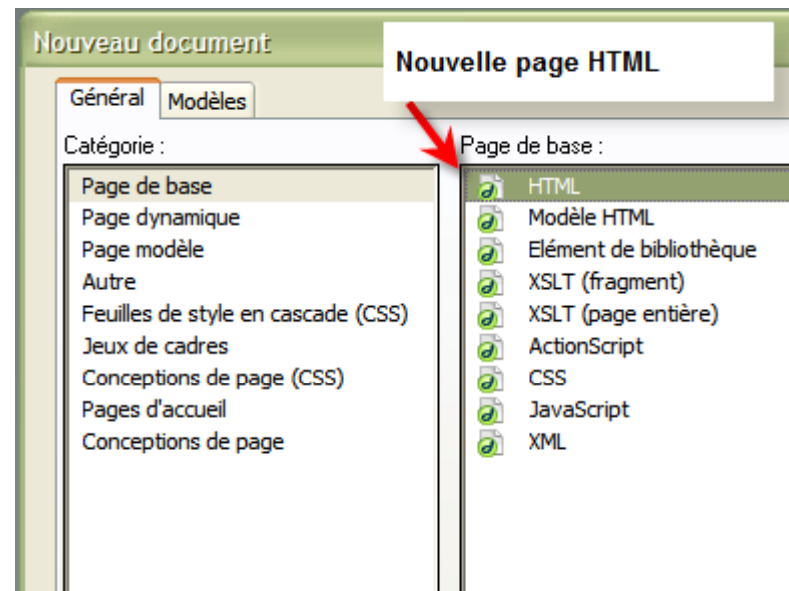 Nouveau document
Nouvelle page HTML
Général
Modèles
Catégorie :
Page de base
Page dynamique
Page modèle
Autre
Feuilles de style en cascade (CSS)
Jeux de cadres
Conceptions de page (CSS)
Pages d'accueil
Conceptions de page
Page de base :
HTML
Modèle HTML
Elément de bibliothèque
XSLT (fragment)
XSLT (page entière)
ActionScript
CSS
JavaScript
XML